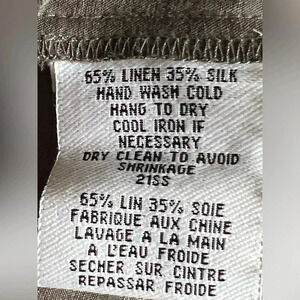 65% LINEN 35% SILK
HAND WASH COLD
HANG TO DRY
COOL IRON IF
NECESSARY
DRY CLEAN TO AVOID
SHRINKAGE
21SS
65% LIN 35% SOIE
FABRIQUE AUX CHINE
LAVAGE A LA MAIN
A L'EAU FROIDE
SECHER SUR CINTRE
REPASSAR FROIDE